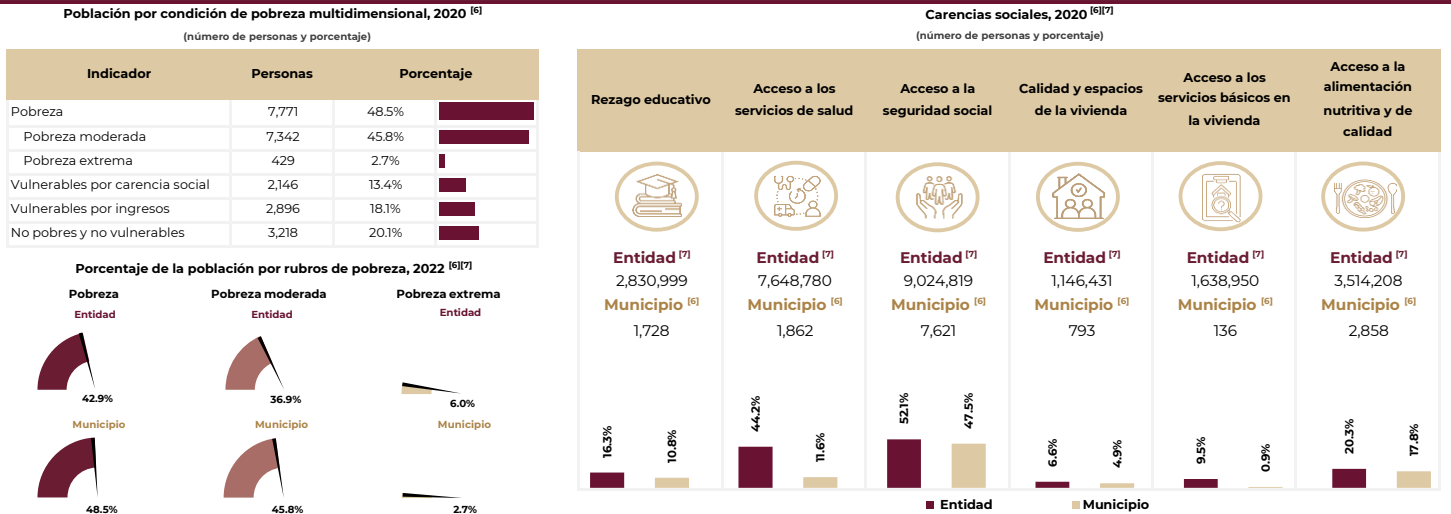 Población por condición de pobreza multidimensional, 2020 [6]
(número de personas y porcentaje)
Indicador Personas Porcentaje
Pobreza 7,771 48.5%
Pobreza moderada 7,342 45.8%
Pobreza extrema 429 2.7%
Vulnerables por carencia social 2,146 13.4%
Vulnerables por ingresos 2,896 18.1%
No pobres y no vulnerables 3,218 20.1%
Porcentaje de la población por rubros de pobreza, 2022 [6][7]
Pobreza Pobreza moderada Pobreza extrema
Entidad Entidad Entidad
42.9% 36.9% 6.0%
Municipio Municipio Municipio
48.5% 45.8% 2.7%
Carencias sociales, 2020 [6][7]
(número de personas y porcentaje)
Rezago educativo
Acceso a los
servicios de salud
Acceso a la
seguridad social
Calidad y espacios
de la vivienda
Acceso a los
servicios básicos en
la vivienda
Acceso a la
alimentación
nutritiva y de
calidad
Entidad [7] Entidad [7] Entidad [7] Entidad [7] Entidad [7] Entidad [7]
2,830,999 7,648,780 9,024,819 1,146,431 1,638,950 3,514,208
Municipio [6] Municipio [6] Municipio [6] Municipio [6] Municipio [6] Municipio [6]
1,728 1,862 7,621 793 136 2,858
16.3% 10.8% 44.2% 11.6% 52.1% 47.5% 6.6% 4.9% 9.5% 0.9% 20.3% 17.8%
Entidad Municipio